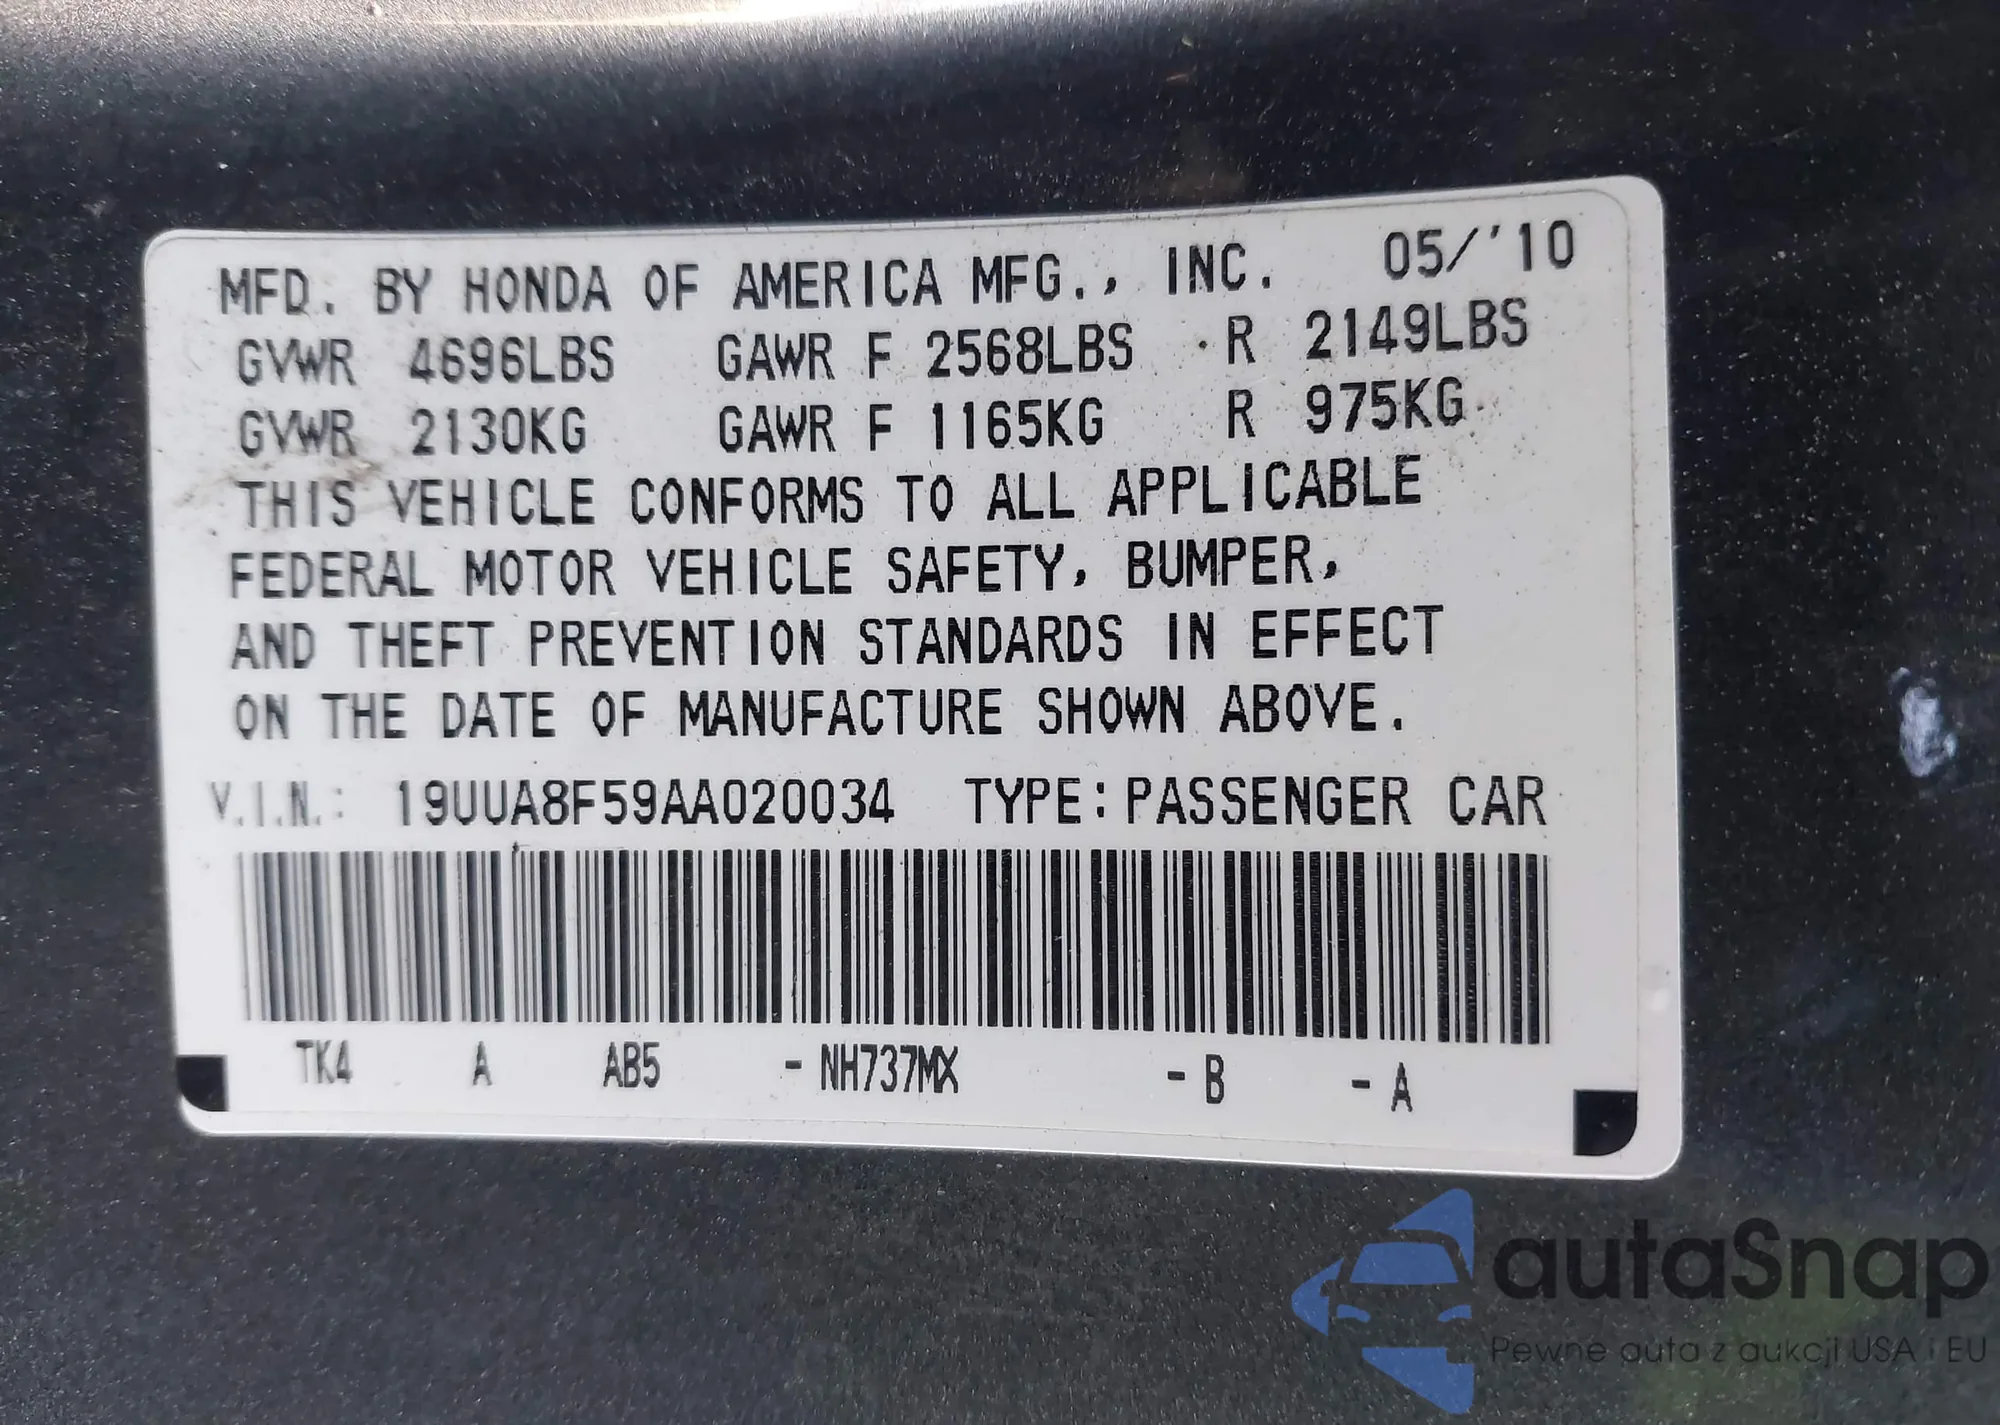 MFD. BY HONDA OF AMERICA MFG., INC. 05/'10
GVWR 4696LBS GAWR F 2568LBS R 2149LBS
GVWR 2130KG GAWR F 1165KG R 975KG
THIS VEHICLE CONFORMS TO ALL APPLICABLE
FEDERAL MOTOR VEHICLE SAFETY, BUMPER,
AND THEFT PREVENTION STANDARDS IN EFFECT
ON THE DATE OF MANUFACTURE SHOWN ABOVE.
V.I.N.: 19UUA8F59AA020034 TYPE:PASSENGER CAR
TK4 A AB5 -NH737MX -B -A
autaSnap
Pewne auta z aukcji USA i EU